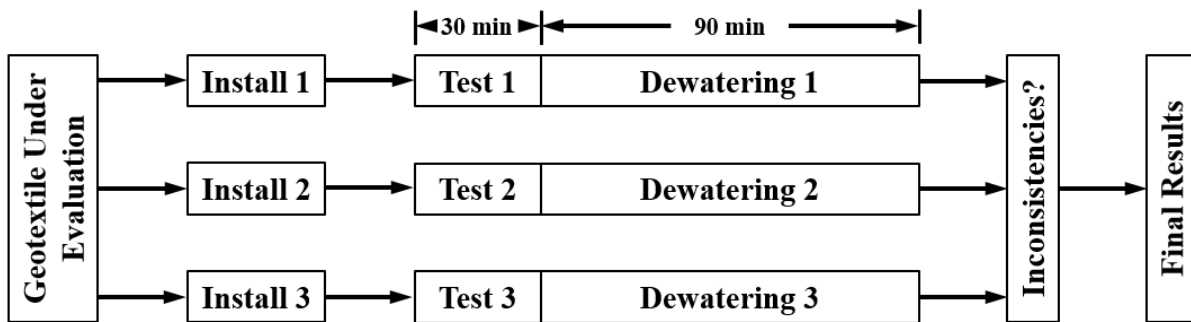 30 min
90 min
Geotextile Under
Evaluation
Install 1
Test 1
Dewatering 1
Install 2
Test 2
Dewatering 2
Install 3
Test 3
Dewatering 3
Inconsistencies?
Final Results